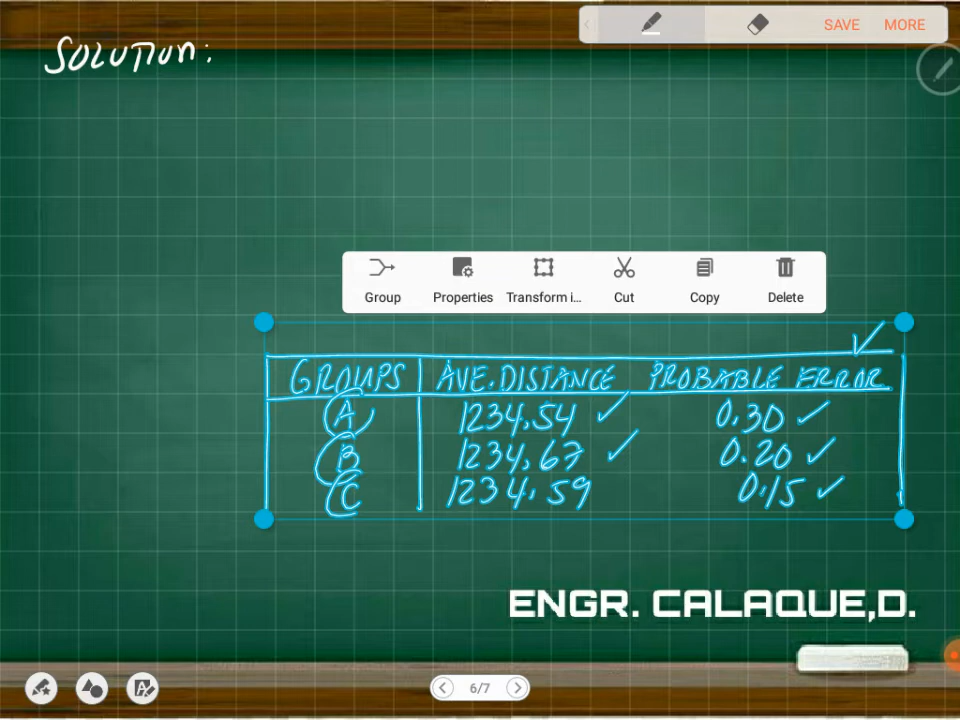 SAVE MORE
SOLUTION:
Group Properties Transform i... Cut Copy Delete
GROUPS AVE. DISTANCE PROBABLE ERROR
A 1234.54 ✓ 0.30 ✓
B 1234.67 ✓ 0.20 ✓
C 1234.59 0.15 ✓
ENGR. CALAQUE,D.
6/7